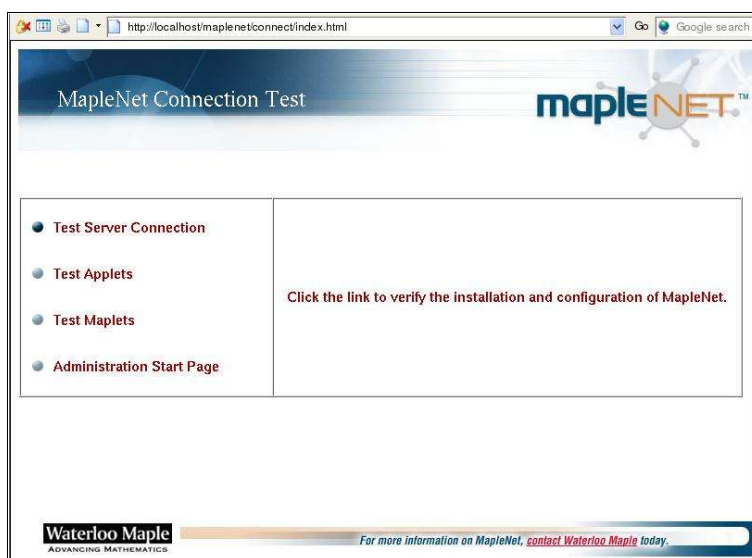 http://localhost/maplenet/connect/index.html
Go
Google search
MapleNet Connection Test
mapleNET™
Test Server Connection
Test Applets
Test Maplets
Administration Start Page
Click the link to verify the installation and configuration of MapleNet.
Waterloo Maple
ADVANCING MATHEMATICS
For more information on MapleNet, contact Waterloo Maple today.